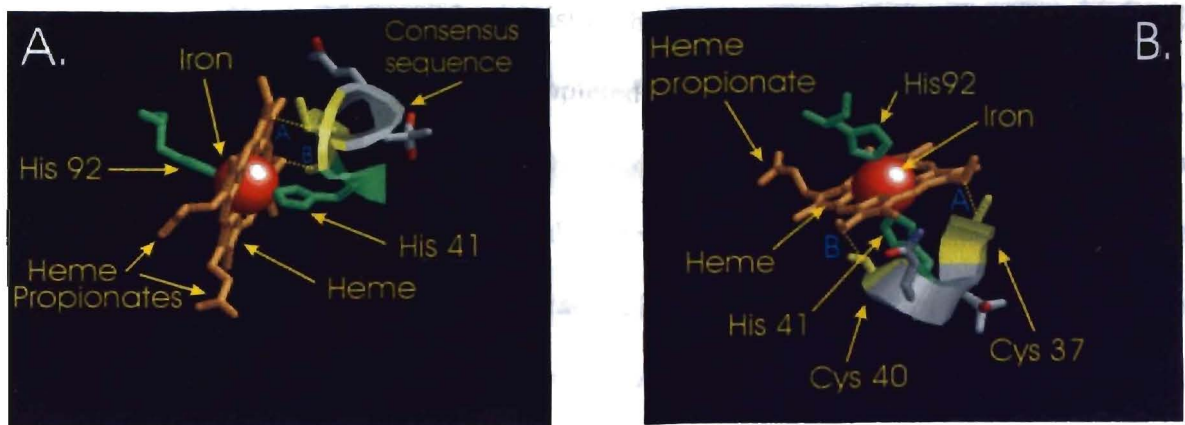 A.
Iron
Consensus
sequence
A
B
His 92
His 41
Heme
Propionates
Heme
B.
Heme
propionate
His92
Iron
A
B
Heme
His 41
Cys 40
Cys 37